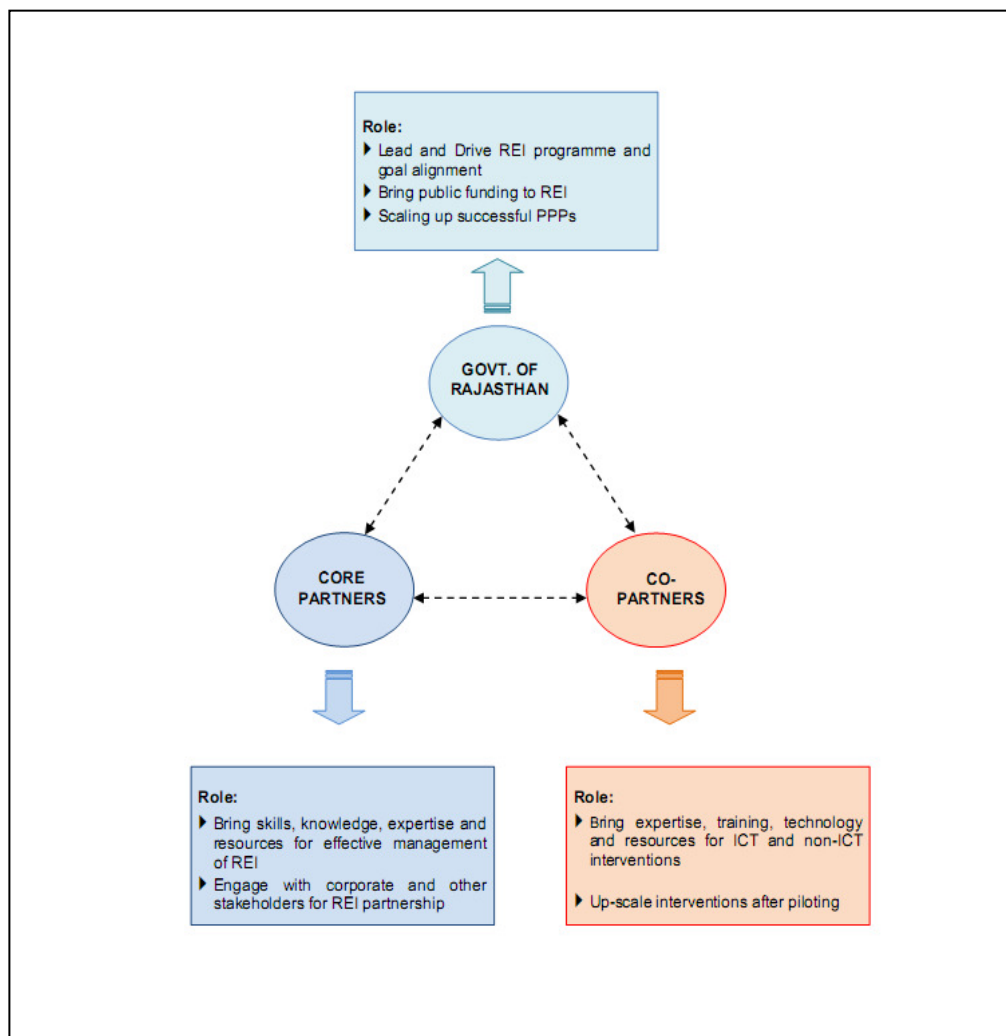 Role:
Lead and Drive REI programme and
goal alignment
Bring public funding to REI
Scaling up successful PPPs
GOVT. OF
RAJASTHAN
CORE
PARTNERS
CO-
PARTNERS
Role:
Bring skills, knowledge, expertise and
resources for effective management
of REI
Engage with corporate and other
stakeholders for REI partnership
Role:
Bring expertise, training, technology
and resources for ICT and non-ICT
interventions
Up-scale interventions after piloting